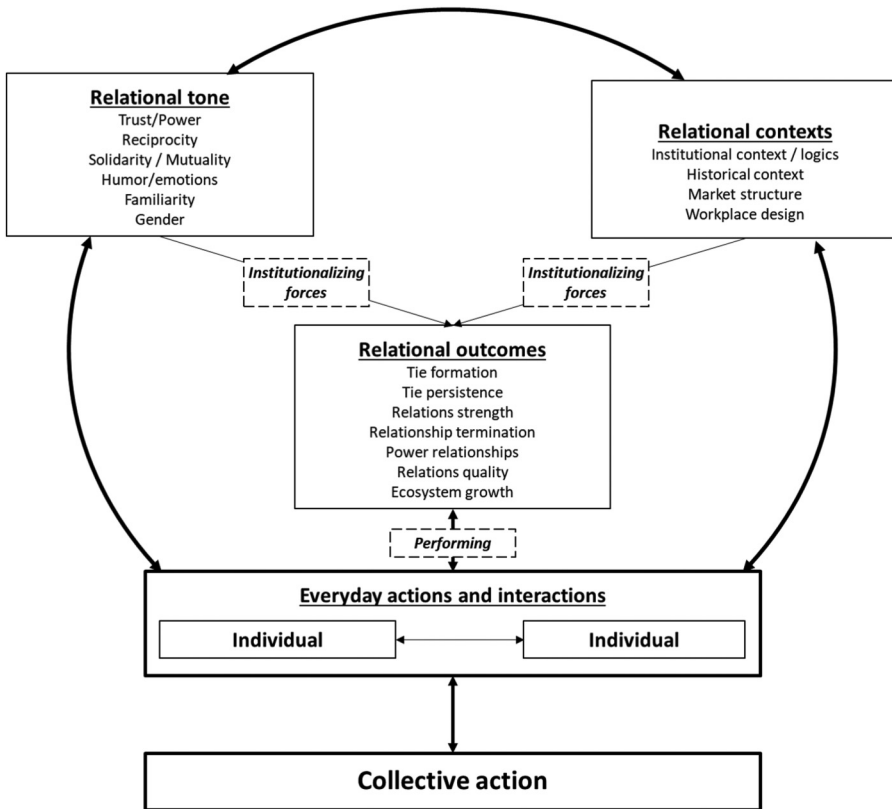 Relational tone
Trust/Power
Reciprocity
Solidarity / Mutuality
Humor/emotions
Familiarity
Gender
Relational contexts
Institutional context / logics
Historical context
Market structure
Workplace design
Institutionalizing
forces
Institutionalizing
forces
Relational outcomes
Tie formation
Tie persistence
Relations strength
Relationship termination
Power relationships
Relations quality
Ecosystem growth
Performing
Everyday actions and interactions
Individual
Individual
Collective action